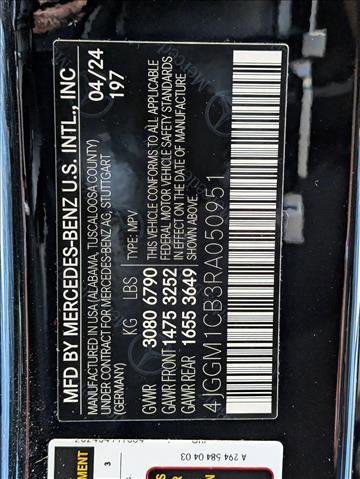 MFD BY MERCEDES-BENZ U.S. INTL., INC
MANUFACTURED IN USA (ALABAMA, TUSCALOOSA COUNTY)
UNDER CONTRACT FOR MERCEDES-BENZ AG, STUTTGART
(GERMANY)
04/24
197
KG LBS TYPE: MPV
GVWR 3080 6790
GAWR FRONT 1475 3252
GAWR REAR 1655 3649
THIS VEHICLE CONFORMS TO ALL APPLICABLE
FEDERAL MOTOR VEHICLE SAFETY STANDARDS
IN EFFECT ON THE DATE OF MANUFACTURE
SHOWN ABOVE
4JGGM1CB3RA050951
A 294 584 04 03
3